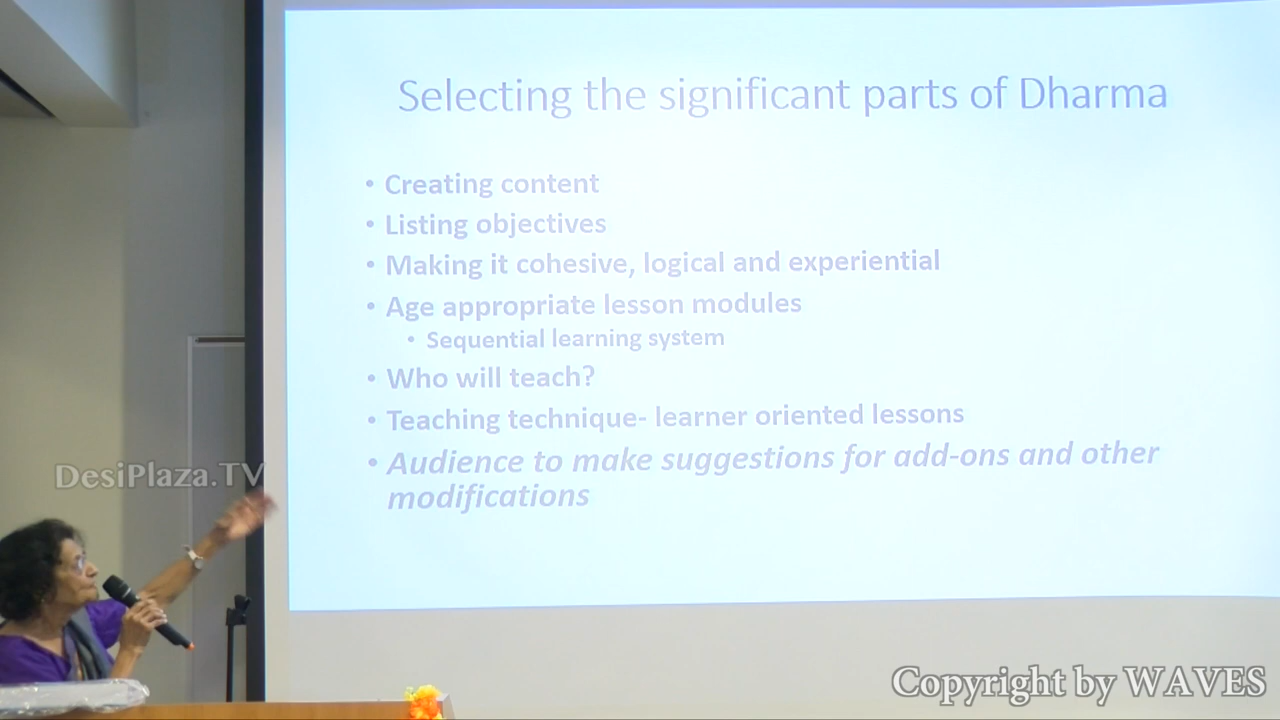 Selecting the significant parts of Dharma
• Creating content
• Listing objectives
• Making it cohesive, logical and experiential
• Age appropriate lesson modules
• Sequential learning system
• Who will teach?
• Teaching technique- learner oriented lessons
• Audience to make suggestions for add-ons and other
modifications
DesiPlaza.TV
Copyright by WAVES